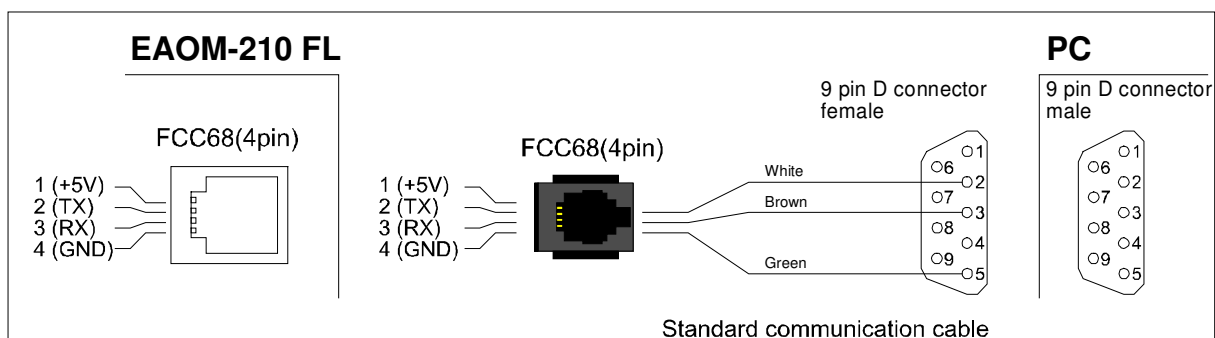 EAOM-210 FL
FCC68(4pin)
1 (+5V)
2 (TX)
3 (RX)
4 (GND)
FCC68(4pin)
1 (+5V)
2 (TX)
3 (RX)
4 (GND)
White
Brown
Green
9 pin D connector
female
1
6
2
7
3
8
4
9
5
Standard communication cable
PC
9 pin D connector
male
1
6
2
7
3
8
4
9
5